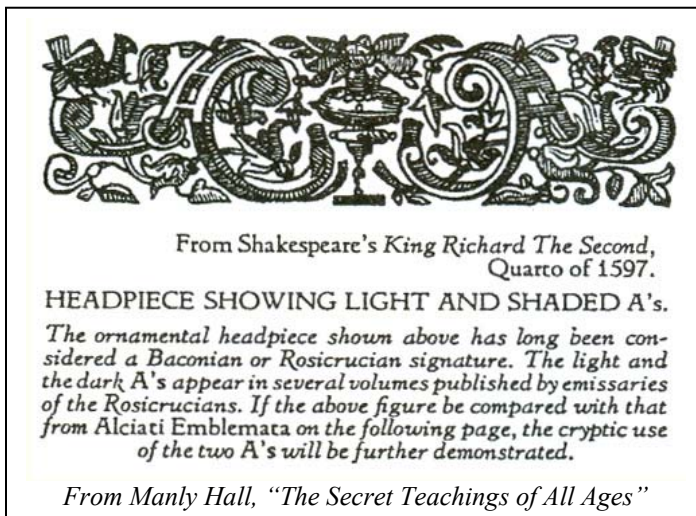 From Shakespeare's King Richard The Second,
Quarto of 1597.
HEADPIECE SHOWING LIGHT AND SHADED A's.
The ornamental headpiece shown above has long been con-
sidered a Baconian or Rosicrucian signature. The light and
the dark A's appear in several volumes published by emissaries
of the Rosicrucians. If the above figure be compared with that
from Alciati Emblemata on the following page, the cryptic use
of the two A's will be further demonstrated.
From Manly Hall, “The Secret Teachings of All Ages”